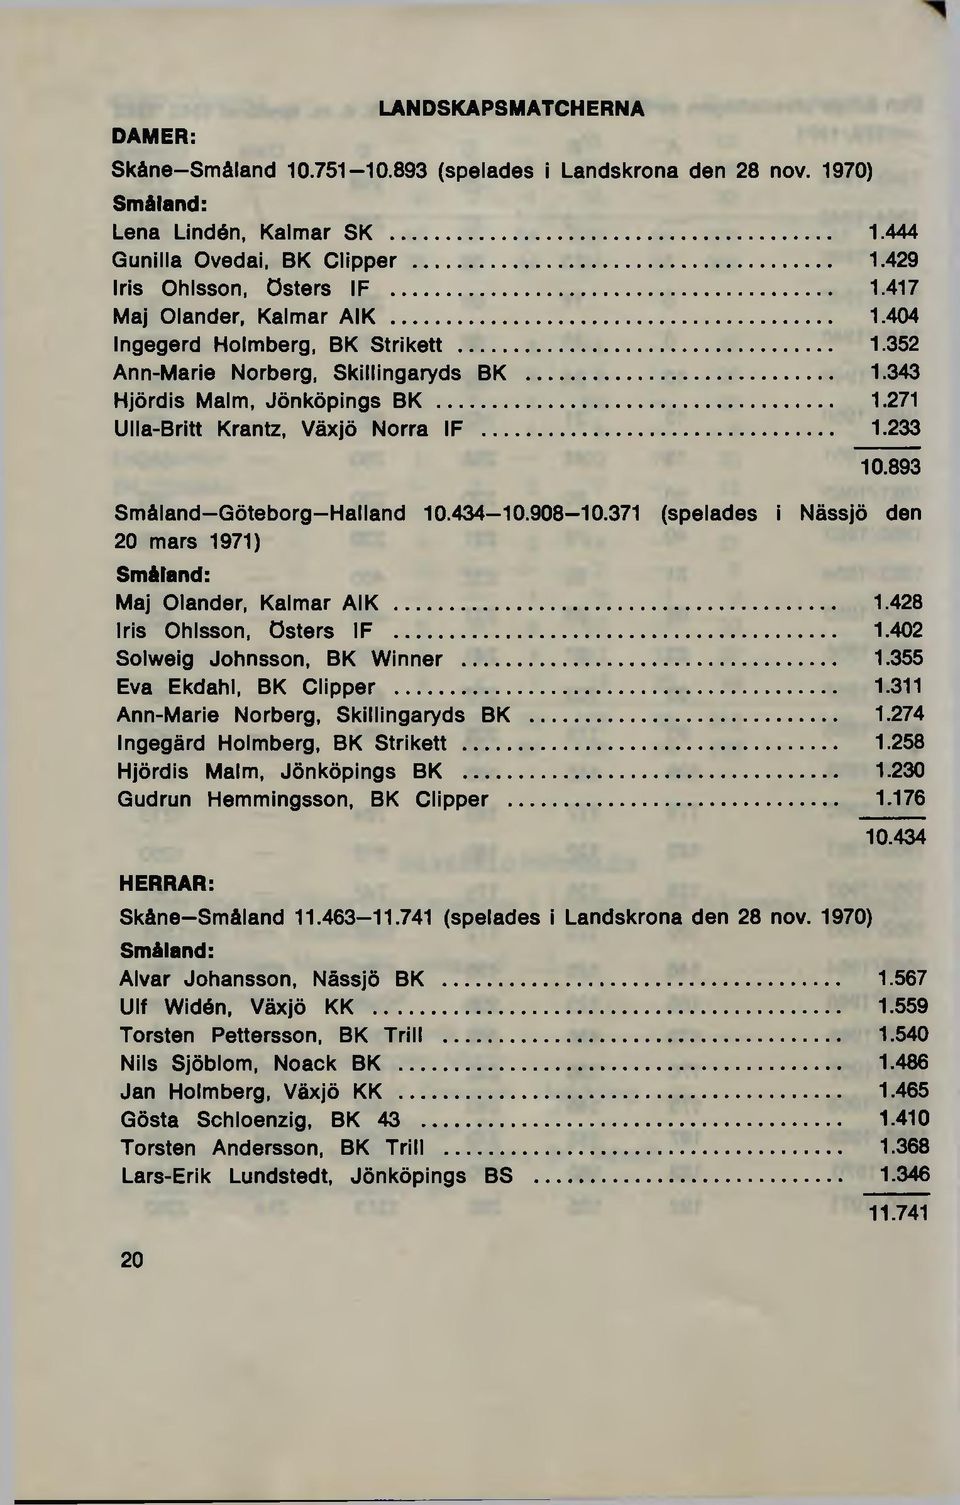 LANDSKAPSMATCHERNA
DAMER:
Skåne—Småland 10.751—10.893 (spelades i Landskrona den 28 nov. 1970)
Småland:
Lena Lindén, Kalmar SK ........................................ 1.444
Gunilla Ovedai, BK Clipper ...................................... 1.429
Iris Ohlsson, Östers IF ........................................ 1.417
Maj Olander, Kalmar AIK ........................................ 1.404
Ingegerd Holmberg, BK Strikett .................................. 1.352
Ann-Marie Norberg, Skillingaryds BK ............................ 1.343
Hjördis Malm, Jönköpings BK .................................... 1.271
Ulla-Britt Krantz, Växjö Norra IF ................................ 1.233
10.893
Småland—Göteborg—Halland 10.434—10.908—10.371 (spelades i Nässjö den
20 mars 1971)
Småland:
Maj Olander, Kalmar AIK ........................................ 1.428
Iris Ohlsson, Östers IF ........................................ 1.402
Solweig Johnsson, BK Winner .................................. 1.355
Eva Ekdahl, BK Clipper ........................................ 1.311
Ann-Marie Norberg, Skillingaryds BK ............................ 1.274
Ingegärd Holmberg, BK Strikett .................................. 1.258
Hjördis Malm, Jönköpings BK .................................. 1.230
Gudrun Hemmingsson, BK Clipper .............................. 1.176
10.434
HERRAR:
Skåne—Småland 11.463—11.741 (spelades i Landskrona den 28 nov. 1970)
Småland:
Alvar Johansson, Nässjö BK .................................... 1.567
Ulf Widén, Växjö KK .......................................... 1.559
Torsten Pettersson, BK Trill .................................... 1.540
Nils Sjöblom, Noack BK ........................................ 1.486
Jan Holmberg, Växjö KK ........................................ 1.465
Gösta Schloenzig, BK 43 ...................................... 1.410
Torsten Andersson, BK Trill .................................... 1.368
Lars-Erik Lundstedt, Jönköpings BS ............................ 1.346
11.741
20